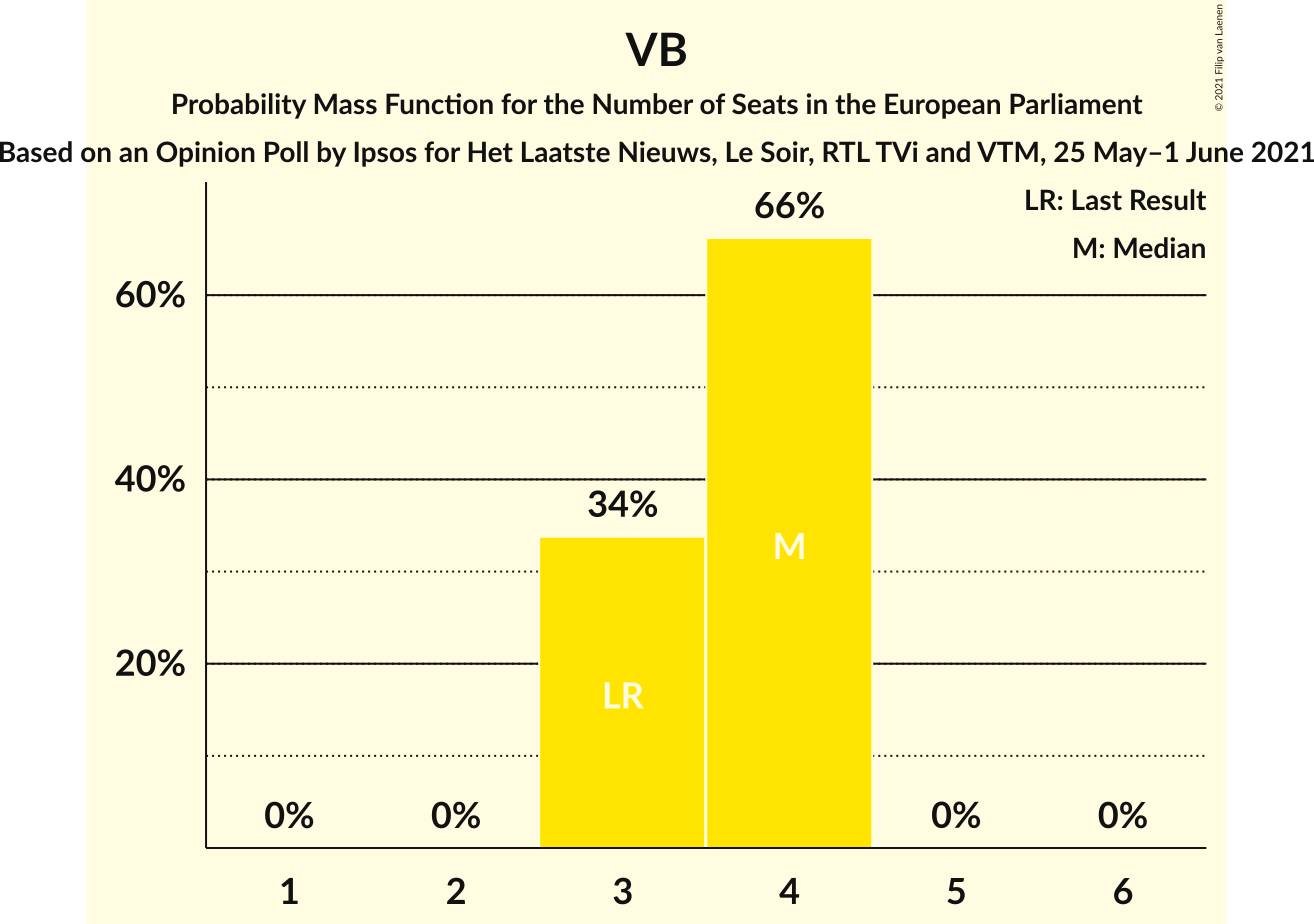 VB
Probability Mass Function for the Number of Seats in the European Parliament
Based on an Opinion Poll by Ipsos for Het Laatste Nieuws, Le Soir, RTL TVi and VTM, 25 May–1 June 2021
© 2021 Filip van Laenen
LR: Last Result
M: Median
66%
60%
40%
34%
M
20%
LR
0% 0% 0% 0%
1 2 3 4 5 6